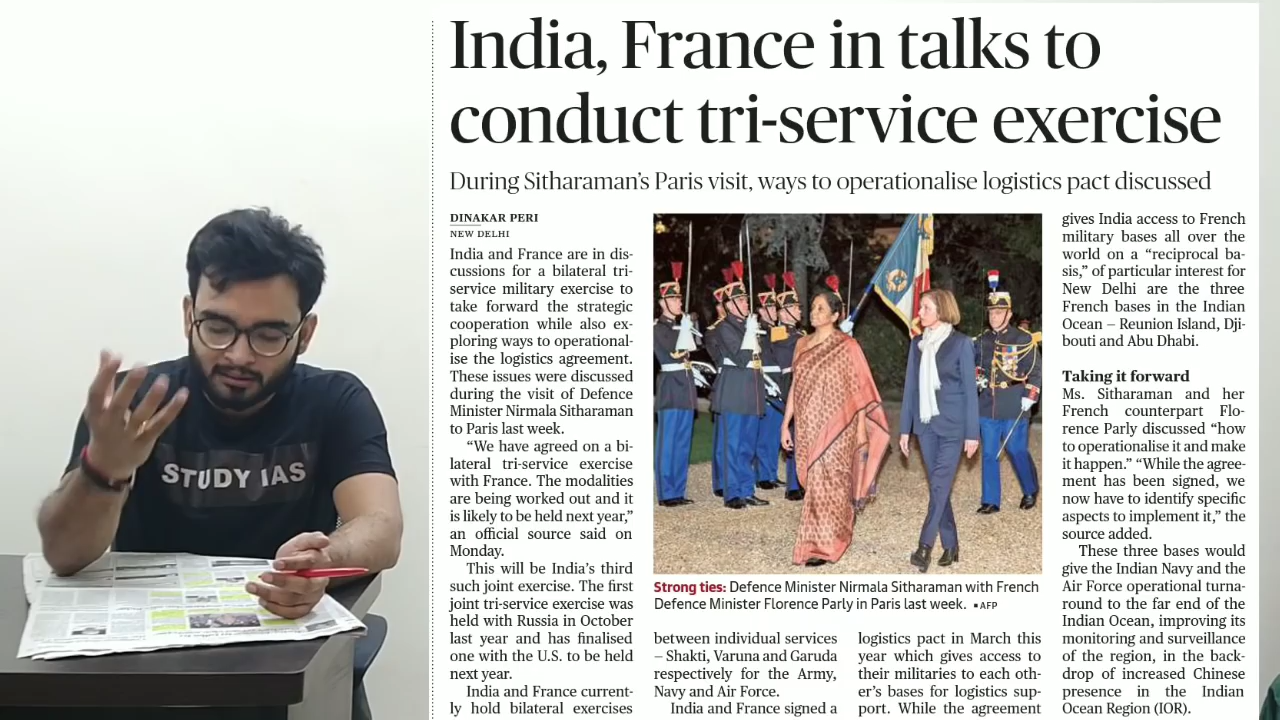 India, France in talks to
conduct tri-service exercise
During Sitharaman's Paris visit, ways to operationalise logistics pact discussed
DINAKAR PERI
NEW DELHI
India and France are in dis-
cussions for a bilateral tri-
service military exercise to
take forward the strategic
cooperation while also ex-
ploring ways to operational-
ise the logistics agreement.
These issues were discussed
during the visit of Defence
Minister Nirmala Sitharaman
to Paris last week.
"We have agreed on a bi-
lateral tri-service exercise
with France. The modalities
are being worked out and it
is likely to be held next year,"
an official source said on
Monday.
This will be India's third
such joint exercise. The first
joint tri-service exercise was
held with Russia in October
last year and has finalised
one with the U.S. to be held
next year.
India and France current-
ly hold bilateral exercises
Strong ties: Defence Minister Nirmala Sitharaman with French
Defence Minister Florence Parly in Paris last week. ▪AFP
between individual services
– Shakti, Varuna and Garuda
respectively for the Army,
Navy and Air Force.
India and France signed a
logistics pact in March this
year which gives access to
their militaries to each oth-
er's bases for logistics sup-
port. While the agreement
gives India access to French
military bases all over the
world on a "reciprocal ba-
sis," of particular interest for
New Delhi are the three
French bases in the Indian
Ocean – Reunion Island, Dji-
bouti and Abu Dhabi.
Taking it forward
Ms. Sitharaman and her
French counterpart Flo-
rence Parly discussed "how
to operationalise it and make
it happen." "While the agree-
ment has been signed, we
now have to identify specific
aspects to implement it," the
source added.
These three bases would
give the Indian Navy and the
Air Force operational turna-
round to the far end of the
Indian Ocean, improving its
monitoring and surveillance
of the region, in the back-
drop of increased Chinese
presence in the Indian
Ocean Region (IOR).
STUDY IAS